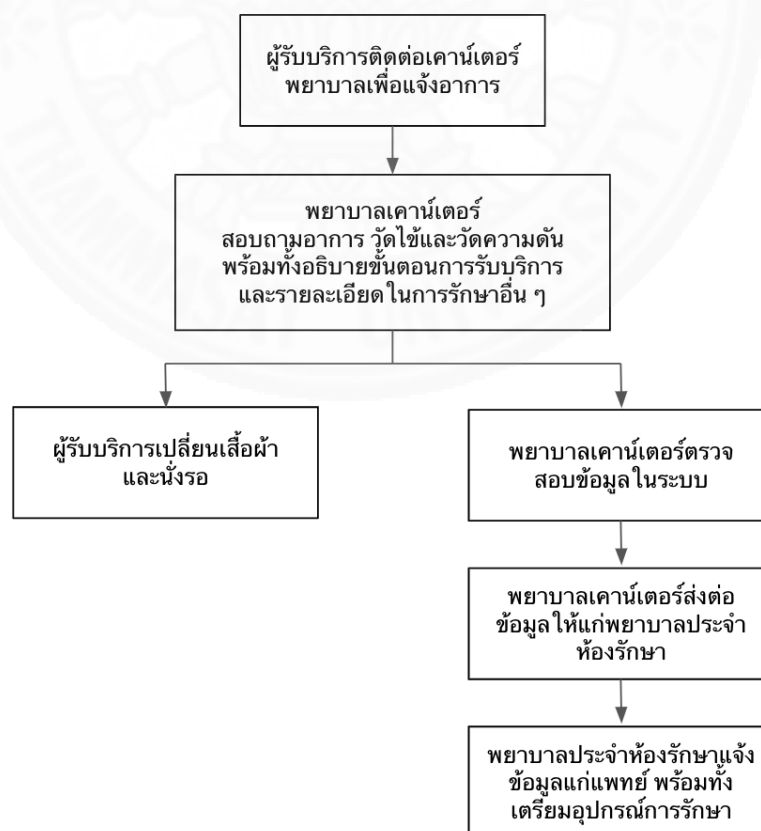 ผู้รับบริการติดต่อเคาน์เตอร์
พยาบาลเพื่อแจ้งอาการ
พยาบาลเคาน์เตอร์
สอบถามอาการ วัดไข้และวัดความดัน
พร้อมทั้งอธิบายขั้นตอนการรับบริการ
และรายละเอียดในการรักษาอื่น ๆ
ผู้รับบริการเปลี่ยนเสื้อผ้า
และนั่งรอ
พยาบาลเคาน์เตอร์ตรวจ
สอบข้อมูลในระบบ
พยาบาลเคาน์เตอร์ส่งต่อ
ข้อมูลให้แก่พยาบาลประจำ
ห้องรักษา
พยาบาลประจำห้องรักษาแจ้ง
ข้อมูลแก่แพทย์ พร้อมทั้ง
เตรียมอุปกรณ์การรักษา